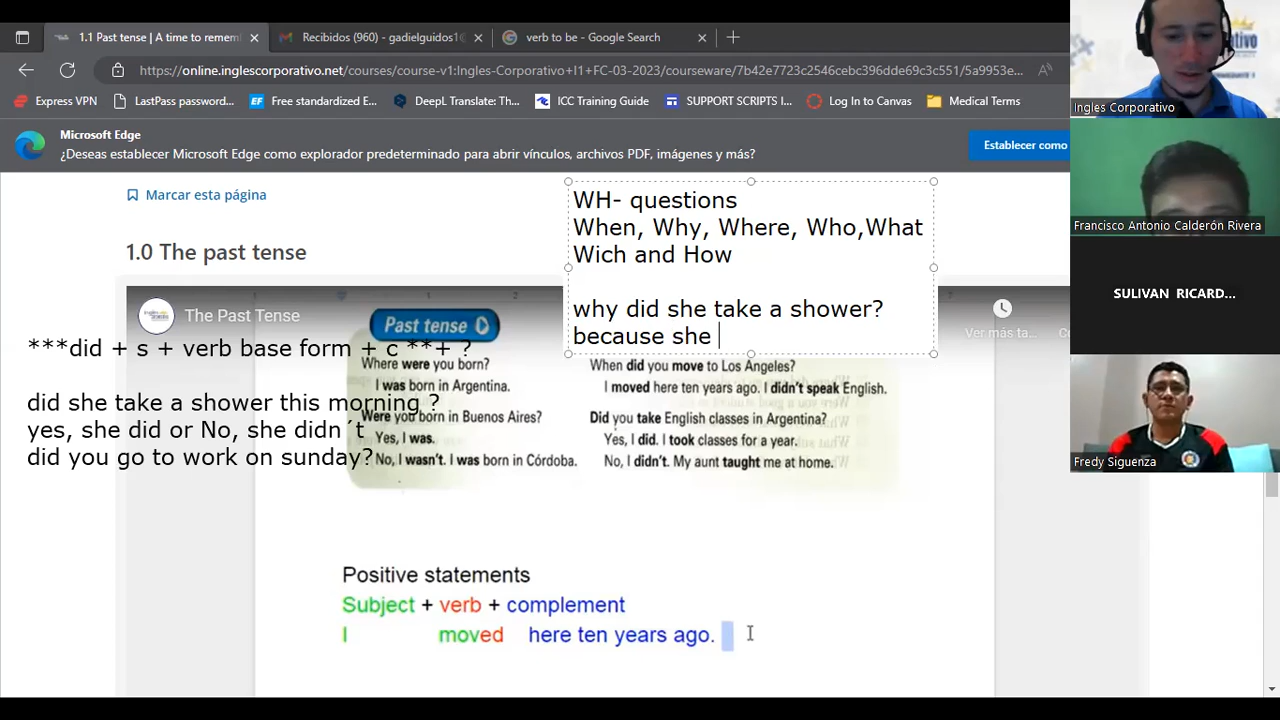 1.1 Past tense | A time to remem
Recibidos (960) - gadielguidos1
verb to be - Google Search
https://online.inglescorporativo.net/courses/course-v1:Ingles-Corporativo+I1+FC-03-2023/courseware/7b42e7723c2546cebc396dde69c3c551/5a9953e...
Express VPN
LastPass password...
EF Free standardized E...
DeepL Translate: Th...
ICC Training Guide
SUPPORT SCRIPTS I...
Log In to Canvas
Medical Terms
Microsoft Edge
¿Deseas establecer Microsoft Edge como explorador predeterminado para abrir vínculos, archivos PDF, imágenes y más?
Establecer como
Marcar esta página
1.0 The past tense
WH- questions
When, Why, Where, Who,What
Wich and How
why did she take a shower?
because she
The Past Tense
Ver más ta...
Past tense
***did + s + verb base form + c **+ ?
did she take a shower this morning ?
yes, she did or No, she didn´t
did you go to work on sunday?
Where were you born?
I was born in Argentina.
Were you born in Buenos Aires?
Yes, I was.
No, I wasn't. I was born in Córdoba.
When did you move to Los Angeles?
I moved here ten years ago. I didn't speak English.
Did you take English classes in Argentina?
Yes, I did. I took classes for a year.
No, I didn't. My aunt taught me at home.
Positive statements
Subject + verb + complement
I moved here ten years ago.
Ingles Corporativo
Francisco Antonio Calderón Rivera
SULIVAN RICARD...
Fredy Siguenza